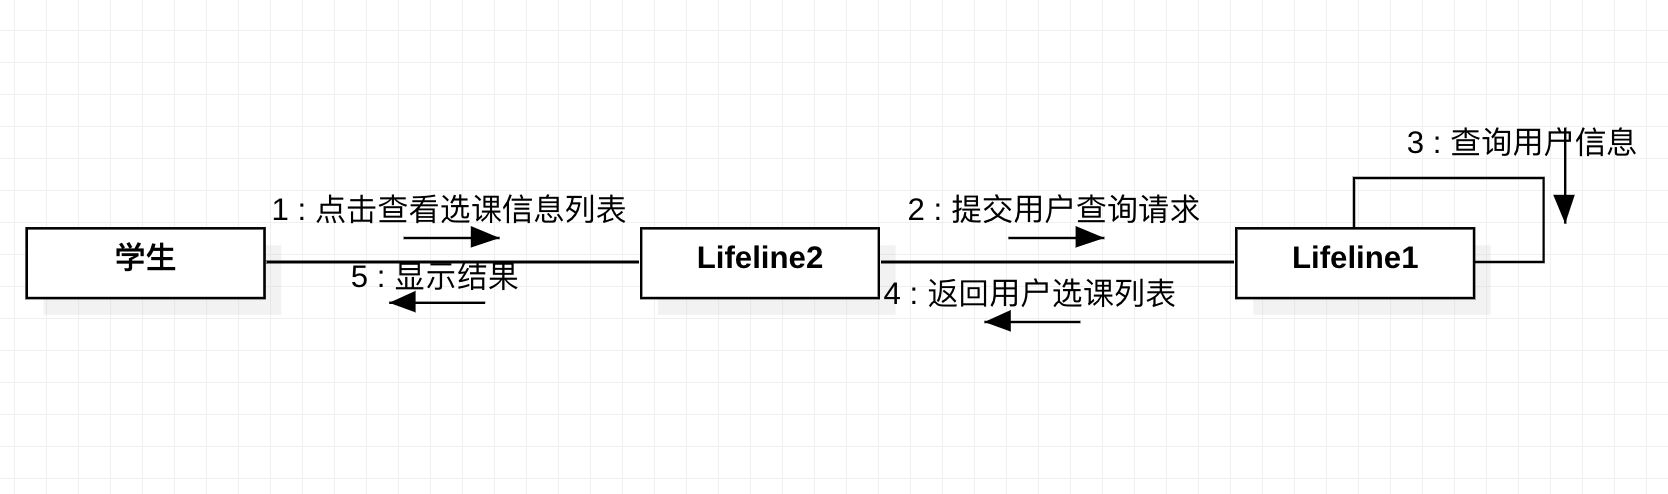 3 : 查询用户信息
1 : 点击查看选课信息列表
2 : 提交用户查询请求
学生
Lifeline2
Lifeline1
5 : 显示结果
4 : 返回用户选课列表